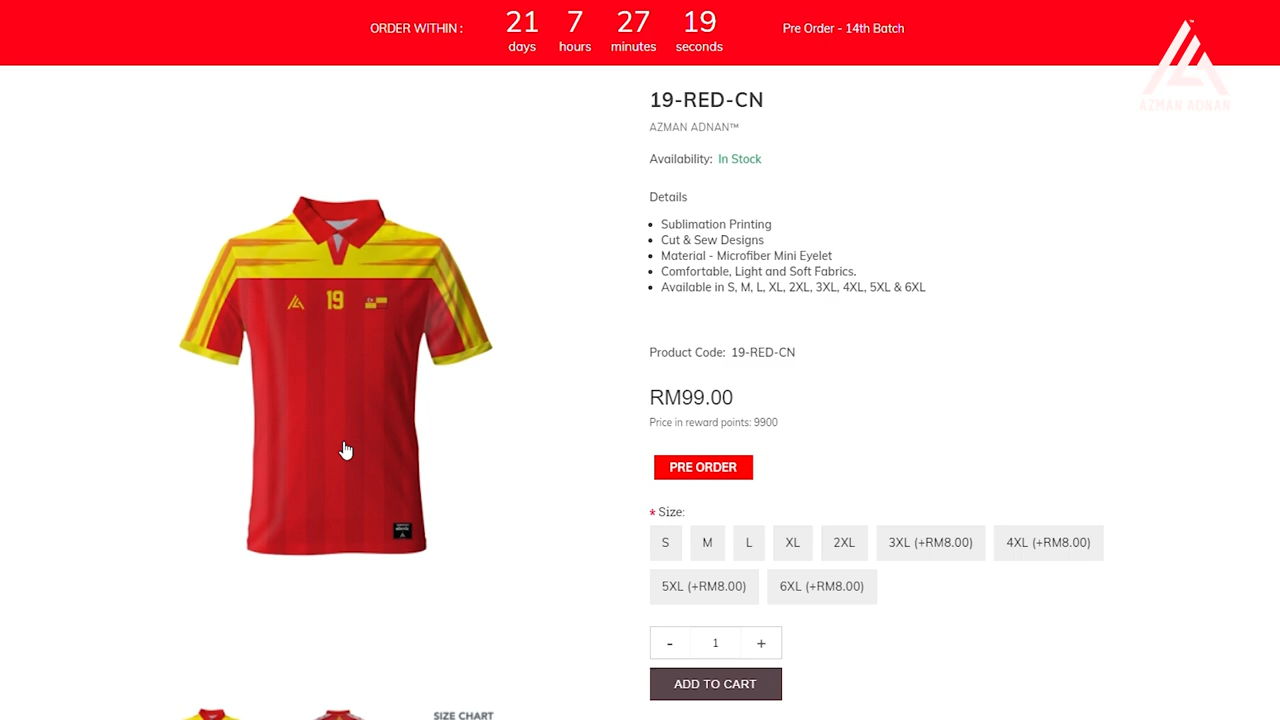 ORDER WITHIN :
21 7 27 19
days hours minutes seconds
Pre Order - 14th Batch
AZMAN ADNAN
19-RED-CN
AZMAN ADNAN™
Availability: In Stock
Details
Sublimation Printing
Cut & Sew Designs
Material - Microfiber Mini Eyelet
Comfortable, Light and Soft Fabrics.
Available in S, M, L, XL, 2XL, 3XL, 4XL, 5XL & 6XL
19
Product Code: 19-RED-CN
RM99.00
Price in reward points: 9900
PRE ORDER
* Size:
S M L XL 2XL 3XL (+RM8.00) 4XL (+RM8.00)
5XL (+RM8.00) 6XL (+RM8.00)
- 1 +
ADD TO CART
SIZE CHART